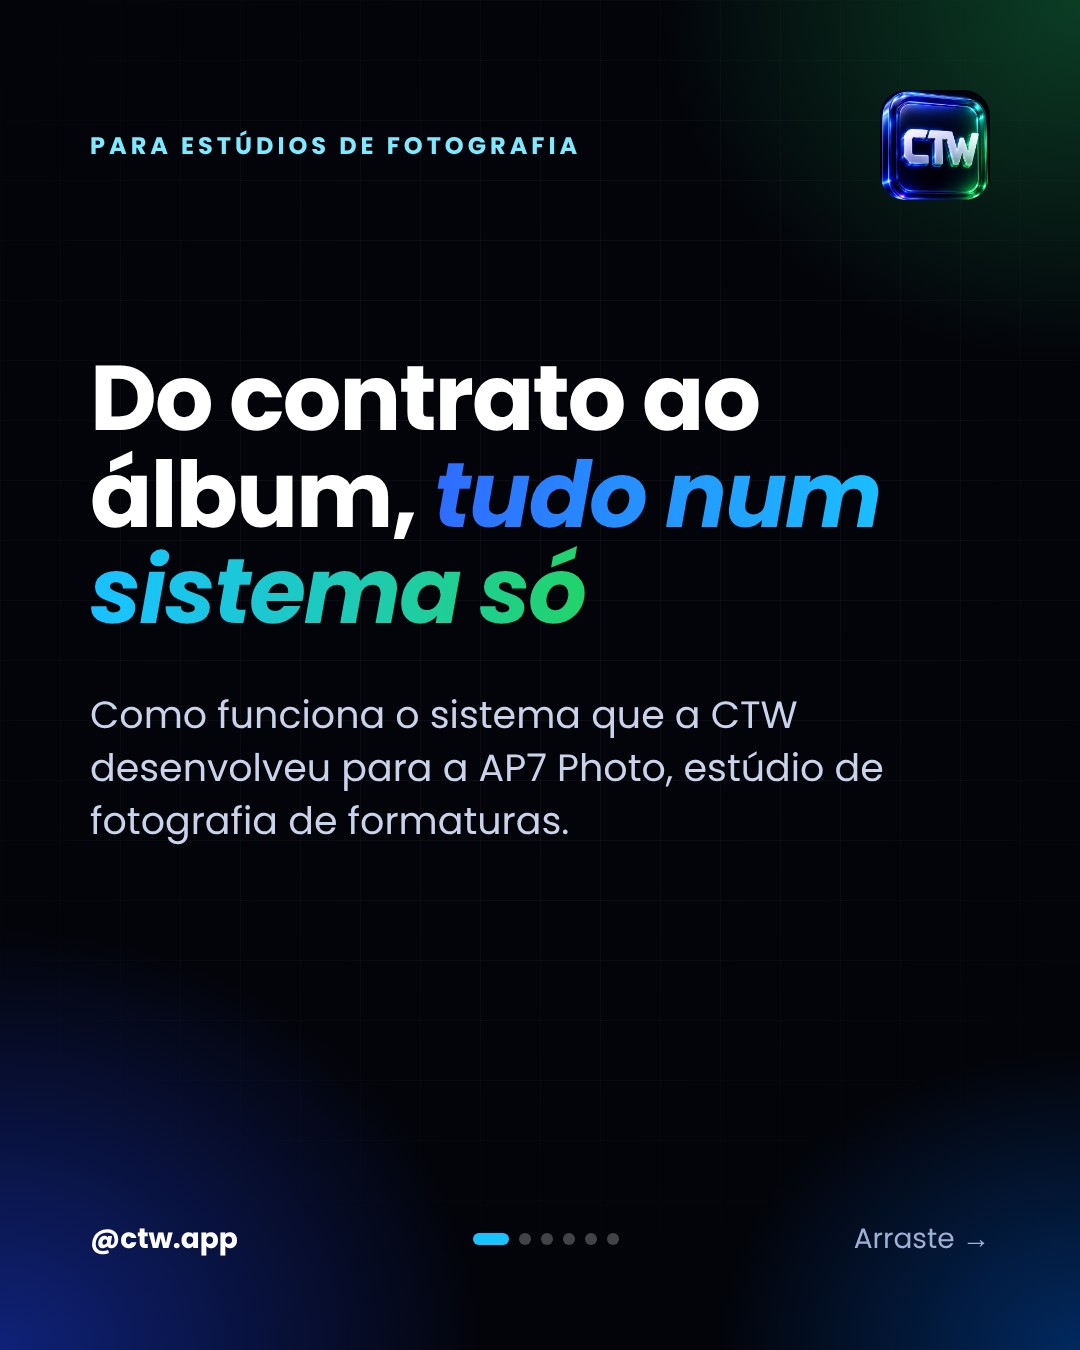 PARA ESTÚDIOS DE FOTOGRAFIA
CTW
Do contrato ao
álbum, tudo num
sistema só
Como funciona o sistema que a CTW
desenvolveu para a AP7 Photo, estúdio de
fotografia de formaturas.
@ctw.app
Arraste →